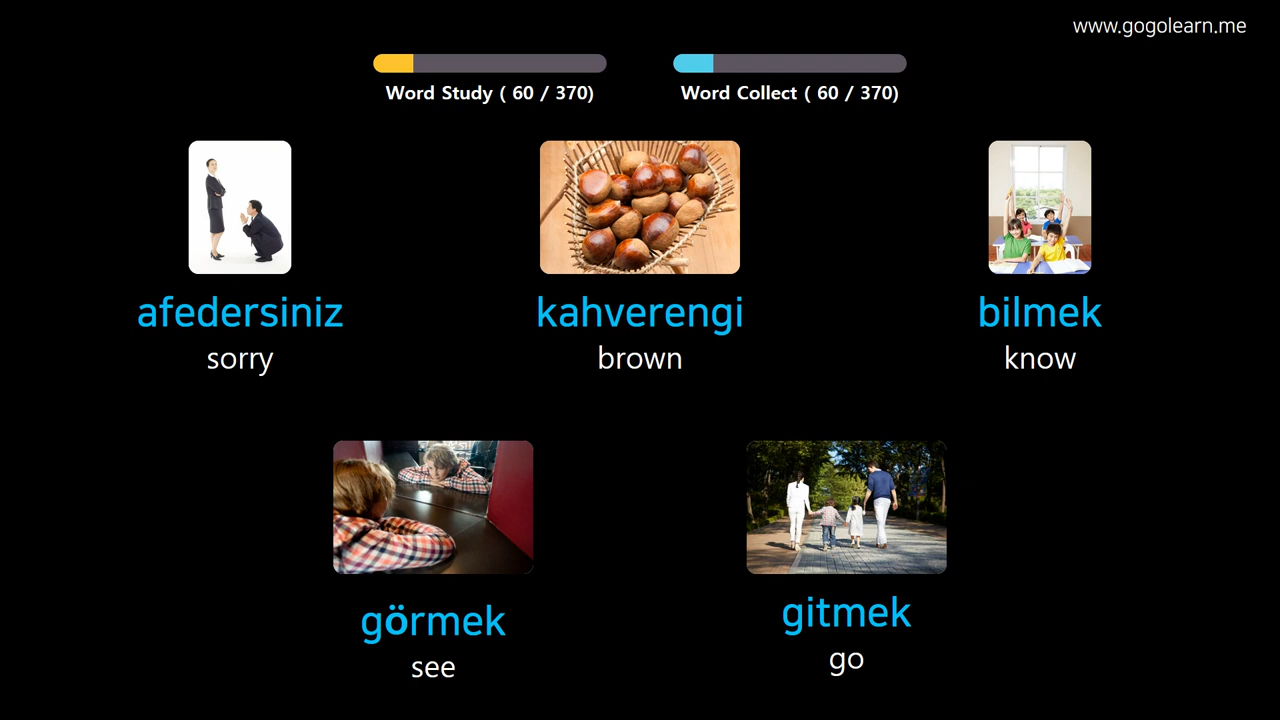 www.gogolearn.me
Word Study ( 60 / 370)
Word Collect ( 60 / 370)
afedersiniz
sorry
kahverengi
brown
bilmek
know
görmek
see
gitmek
go